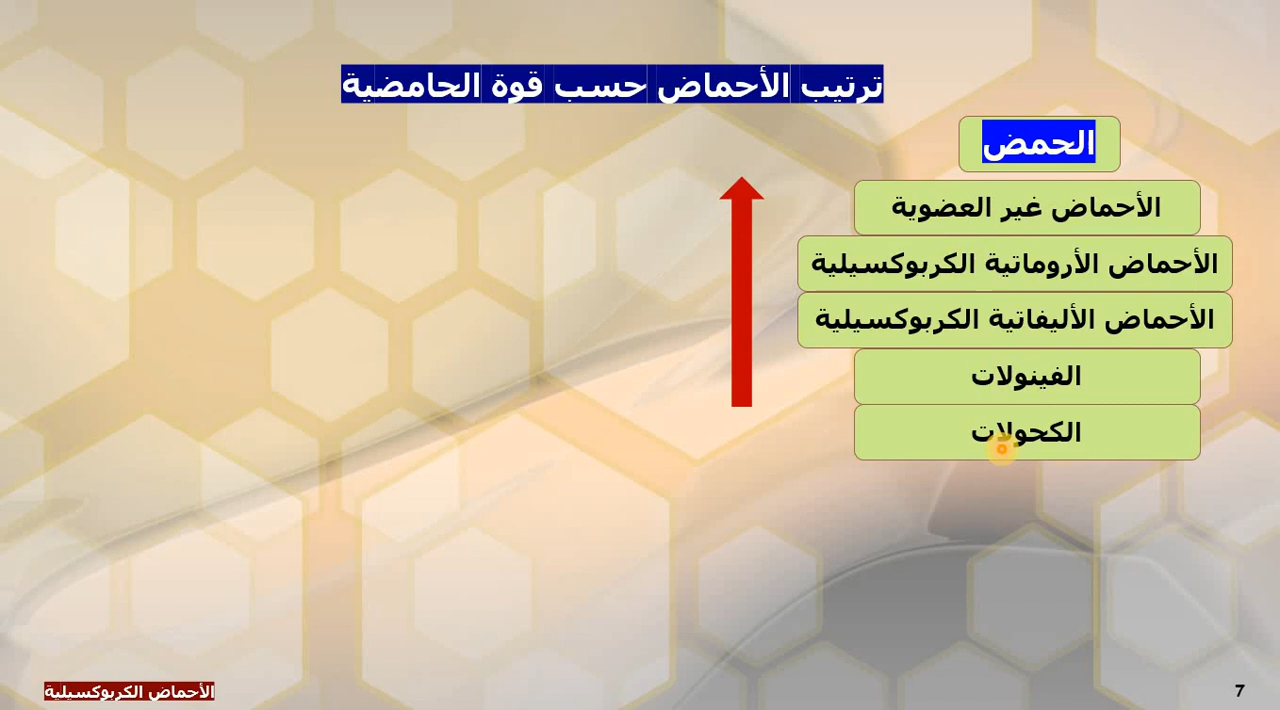 ترتيب الأحماض حسب قوة الحامضية
الحمض
الأحماض غير العضوية
الأحماض الأروماتية الكربوكسيلية
الأحماض الأليفاتية الكربوكسيلية
الفينولات
الكحولات
الأحماض الكربوكسيلية
7